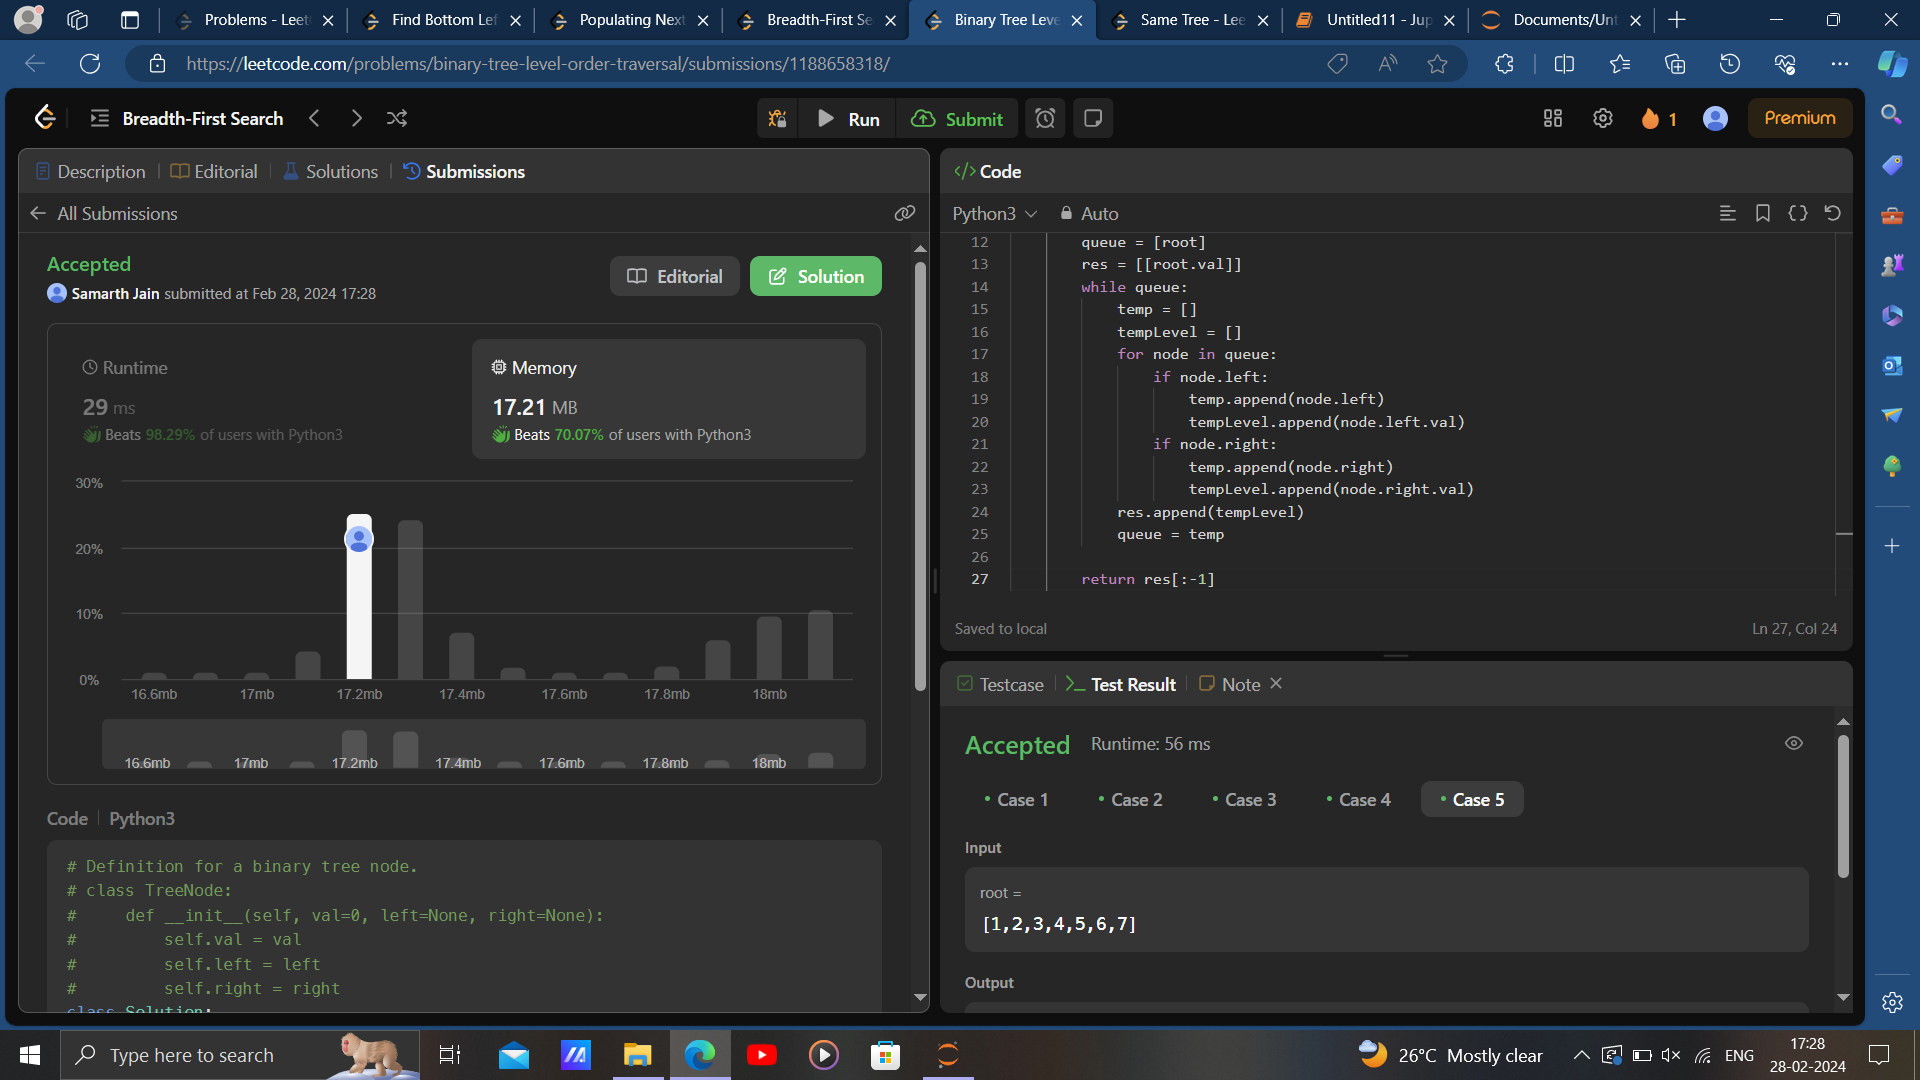 Problems - Leet
Find Bottom Lef
Populating Next
Breadth-First Se
Binary Tree Leve
Same Tree - Lee
Untitled11 - Jup
Documents/Unt
https://leetcode.com/problems/binary-tree-level-order-traversal/submissions/1188658318/
Breadth-First Search
Run
Submit
1
Premium
Description
Editorial
Solutions
Submissions
All Submissions
Accepted
Samarth Jain submitted at Feb 28, 2024 17:28
Editorial
Solution
Runtime
29 ms
Beats 98.29% of users with Python3
Memory
17.21 MB
Beats 70.07% of users with Python3
30%
20%
10%
0%
16.6mb 17mb 17.2mb 17.4mb 17.6mb 17.8mb 18mb
16.6mb 17mb 17.2mb 17.4mb 17.6mb 17.8mb 18mb
Code | Python3
# Definition for a binary tree node.
# class TreeNode:
#     def __init__(self, val=0, left=None, right=None):
#         self.val = val
#         self.left = left
#         self.right = right
class Solution:
</> Code
Python3
Auto
12 queue = [root]
13 res = [[root.val]]
14 while queue:
15     temp = []
16     tempLevel = []
17     for node in queue:
18         if node.left:
19             temp.append(node.left)
20             tempLevel.append(node.left.val)
21         if node.right:
22             temp.append(node.right)
23             tempLevel.append(node.right.val)
24     res.append(tempLevel)
25     queue = temp
26
27 return res[:-1]
Saved to local
Ln 27, Col 24
Testcase
Test Result
Note
Accepted
Runtime: 56 ms
Case 1
Case 2
Case 3
Case 4
Case 5
Input
root =
[1,2,3,4,5,6,7]
Output
Type here to search
26°C Mostly clear
ENG
17:28
28-02-2024